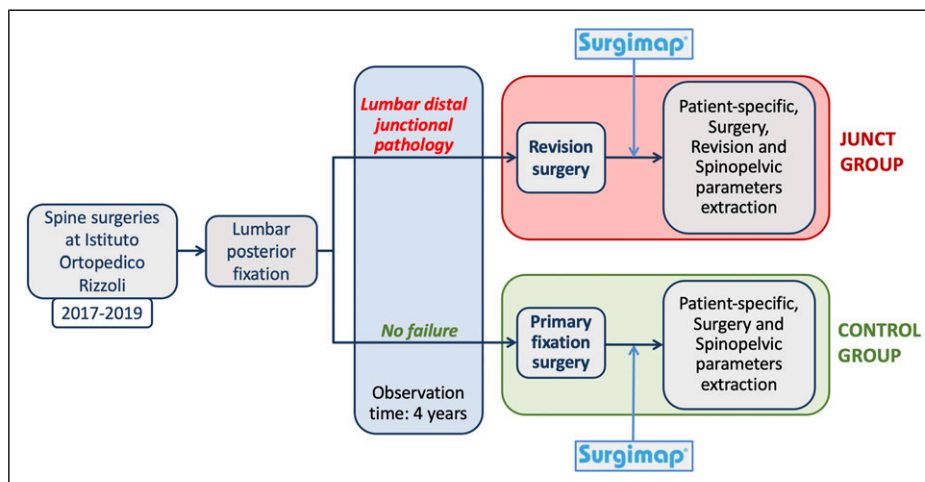 Spine surgeries
at Istituto
Ortopedico
Rizzoli
2017-2019
Lumbar
posterior
fixation
Lumbar distal
junctional
pathology
No failure
Observation
time: 4 years
Surgimap®
Revision
surgery
Patient-specific,
Surgery,
Revision and
Spinopelvic
parameters
extraction
JUNCT
GROUP
Primary
fixation
surgery
Patient-specific,
Surgery and
Spinopelvic
parameters
extraction
CONTROL
GROUP
Surgimap®